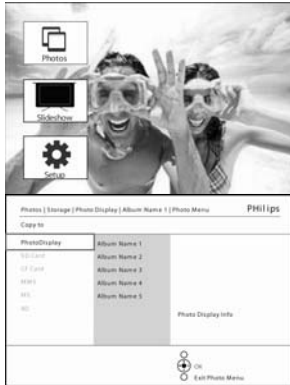 Photos
Slideshow
Setup
Photos | Storage | Photo Display | Album Name 1 | Photo Menu
PHilips
Copy to
PhotoDisplay
Album Name 1
SD Card
Album Name 2
CF Card
Album Name 3
MMS
Album Name 4
MS
Album Name 5
Photo Display Info
OK
Exit Photo Menu